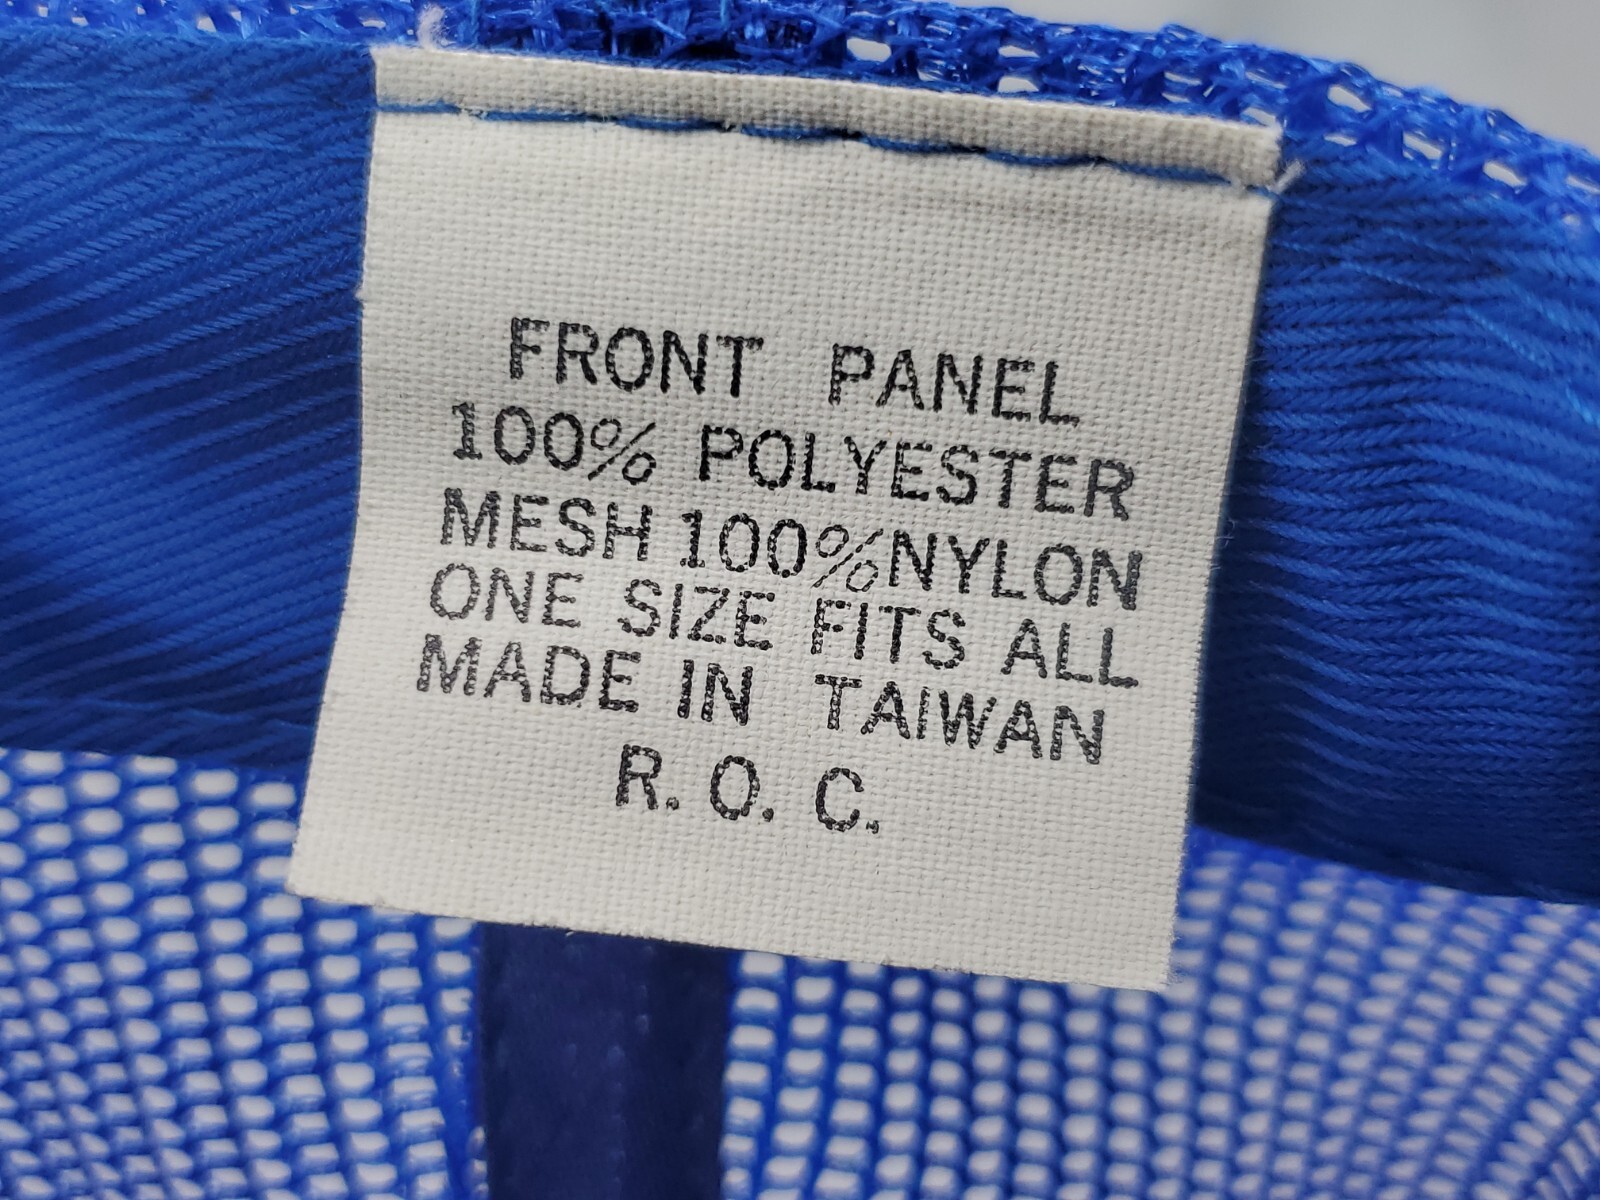 FRONT PANEL
100% POLYESTER
MESH 100% NYLON
ONE SIZE FITS ALL
MADE IN TAIWAN
R. O. C.